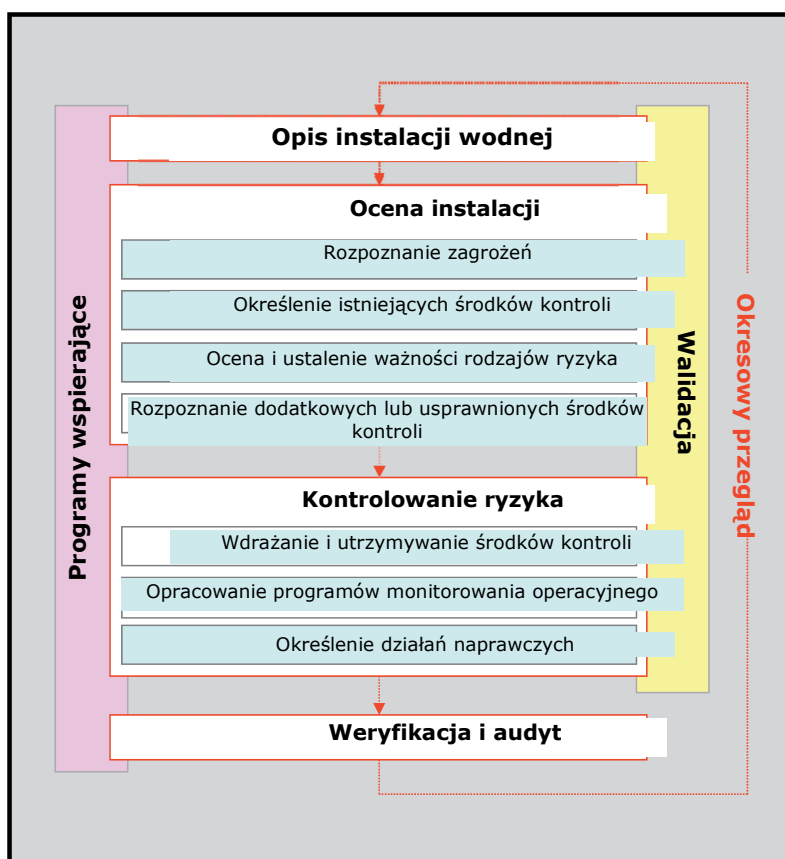 Opis instalacji wodnej
Ocena instalacji
Rozpoznanie zagrożeń
Określenie istniejących środków kontroli
Ocena i ustalenie ważności rodzajów ryzyka
Rozpoznanie dodatkowych lub usprawnionych środków
kontroli
Kontrolowanie ryzyka
Wdrażanie i utrzymywanie środków kontroli
Opracowanie programów monitorowania operacyjnego
Określenie działań naprawczych
Weryfikacja i audyt
Programy wspierające
Walidacja
Okresowy przegląd